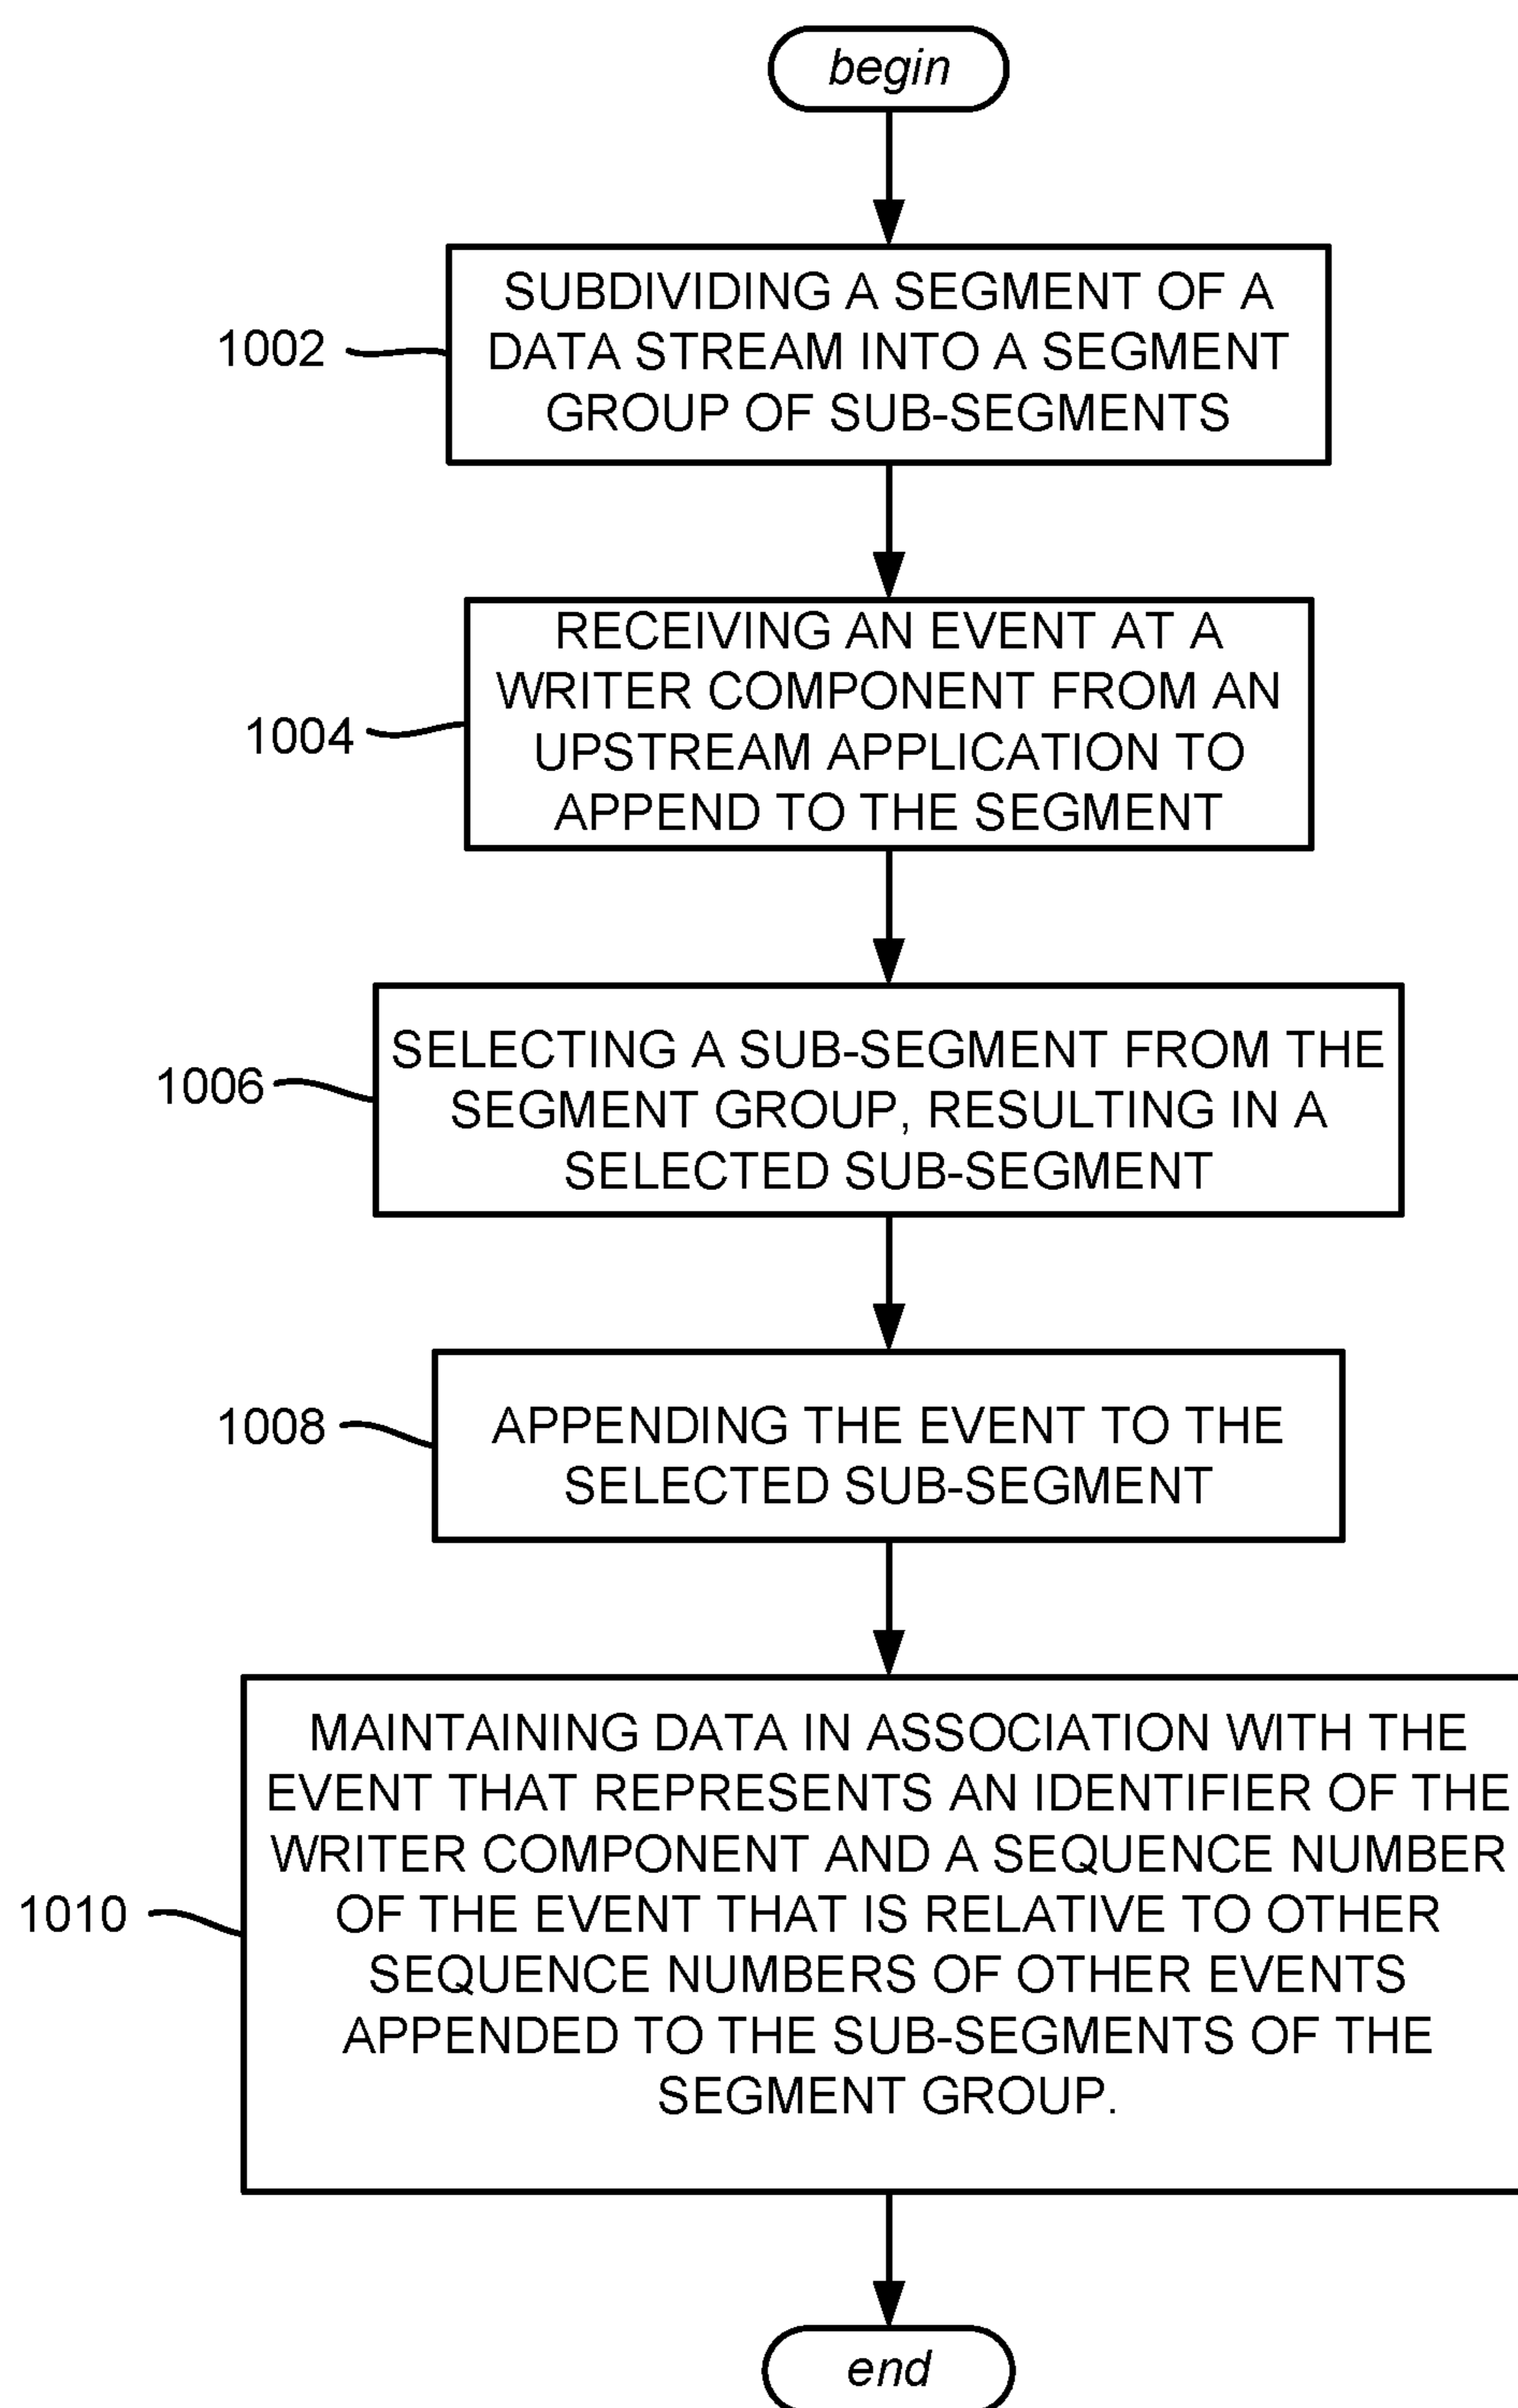 begin
SUBDIVIDING A SEGMENT OF A
DATA STREAM INTO A SEGMENT
GROUP OF SUB-SEGMENTS
1002
RECEIVING AN EVENT AT A
WRITER COMPONENT FROM AN
UPSTREAM APPLICATION TO
APPEND TO THE SEGMENT
1004
SELECTING A SUB-SEGMENT FROM THE
SEGMENT GROUP, RESULTING IN A
SELECTED SUB-SEGMENT
1006
APPENDING THE EVENT TO THE
SELECTED SUB-SEGMENT
1008
MAINTAINING DATA IN ASSOCIATION WITH THE
EVENT THAT REPRESENTS AN IDENTIFIER OF THE
WRITER COMPONENT AND A SEQUENCE NUMBER
OF THE EVENT THAT IS RELATIVE TO OTHER
SEQUENCE NUMBERS OF OTHER EVENTS
APPENDED TO THE SUB-SEGMENTS OF THE
SEGMENT GROUP.
1010
end